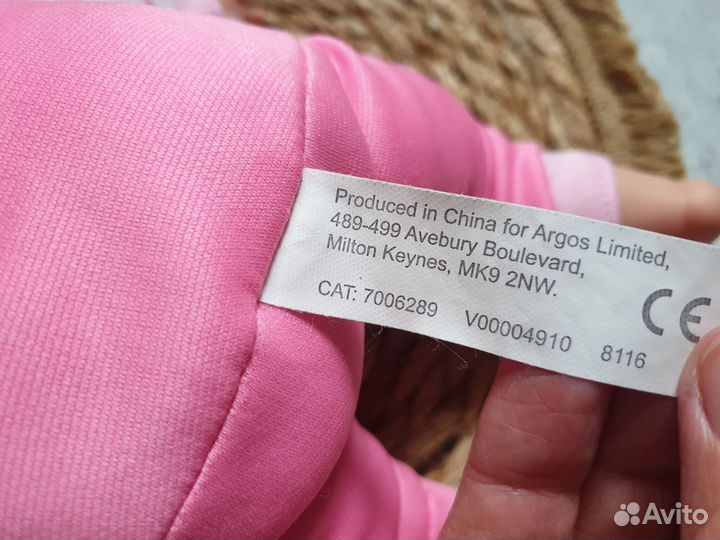 Produced in China for Argos Limited,
489-499 Avebury Boulevard,
Milton Keynes, MK9 2NW.
CAT: 7006289 V00004910 8116
CE
Avito